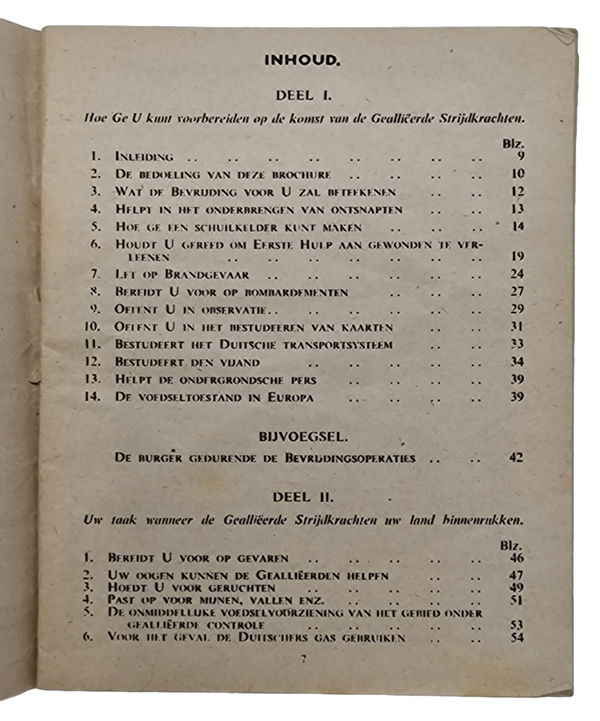 INHOUD.
DEEL I.
Hoe Ge U kunt voorbereiden op de komst van de Geallieerde Strijdkrachten.
Blz.
1. Inleiding .. .. .. .. .. .. .. 9
2. De bedoeling van deze brochure .. .. .. .. 10
3. Wat de Bevrijding voor U zal beteekenen .. .. 12
4. Helpt in het onderbrengen van ontsnapten .. .. 13
5. Hoe ge een schuilkelder kunt maken .. .. .. 14
6. Houdt U gereed om Eerste Hulp aan gewonden te ver-
leenen .. .. .. .. .. .. .. 19
7. Let op Brandgevaar .. .. .. .. .. .. 24
8. Bereidt U voor op bombardementen .. .. .. 27
9. Oefent U in observatie .. .. .. .. .. .. 29
10. Oefent U in het bestudeeren van kaarten .. .. 31
11. Bestudeert het Duitsche transportsysteem .. .. 33
12. Bestudeert den vijand .. .. .. .. .. 34
13. Helpt de ondergrondsche pers .. .. .. .. 39
14. De voedseltoestand in Europa .. .. .. .. 39
BIJVOEGSEL.
De burger gedurende de Bevrijdingsoperaties .. .. 42
DEEL II.
Uw taak wanneer de Geallieerde Strijdkrachten uw land binnenrukken.
Blz.
1. Bereidt U voor op gevaren .. .. .. .. .. 46
2. Uw oogen kunnen de Geallieerden helpen .. .. 47
3. Hoedt U voor geruchten .. .. .. .. .. 49
4. Past op voor mijnen, vallen enz. .. .. .. .. 51
5. De onmiddelijke voedselvoorziening van het gebied onder
geallieerde controle .. .. .. .. .. 53
6. Voor het geval de Duitschers gas gebruiken .. .. 54
7